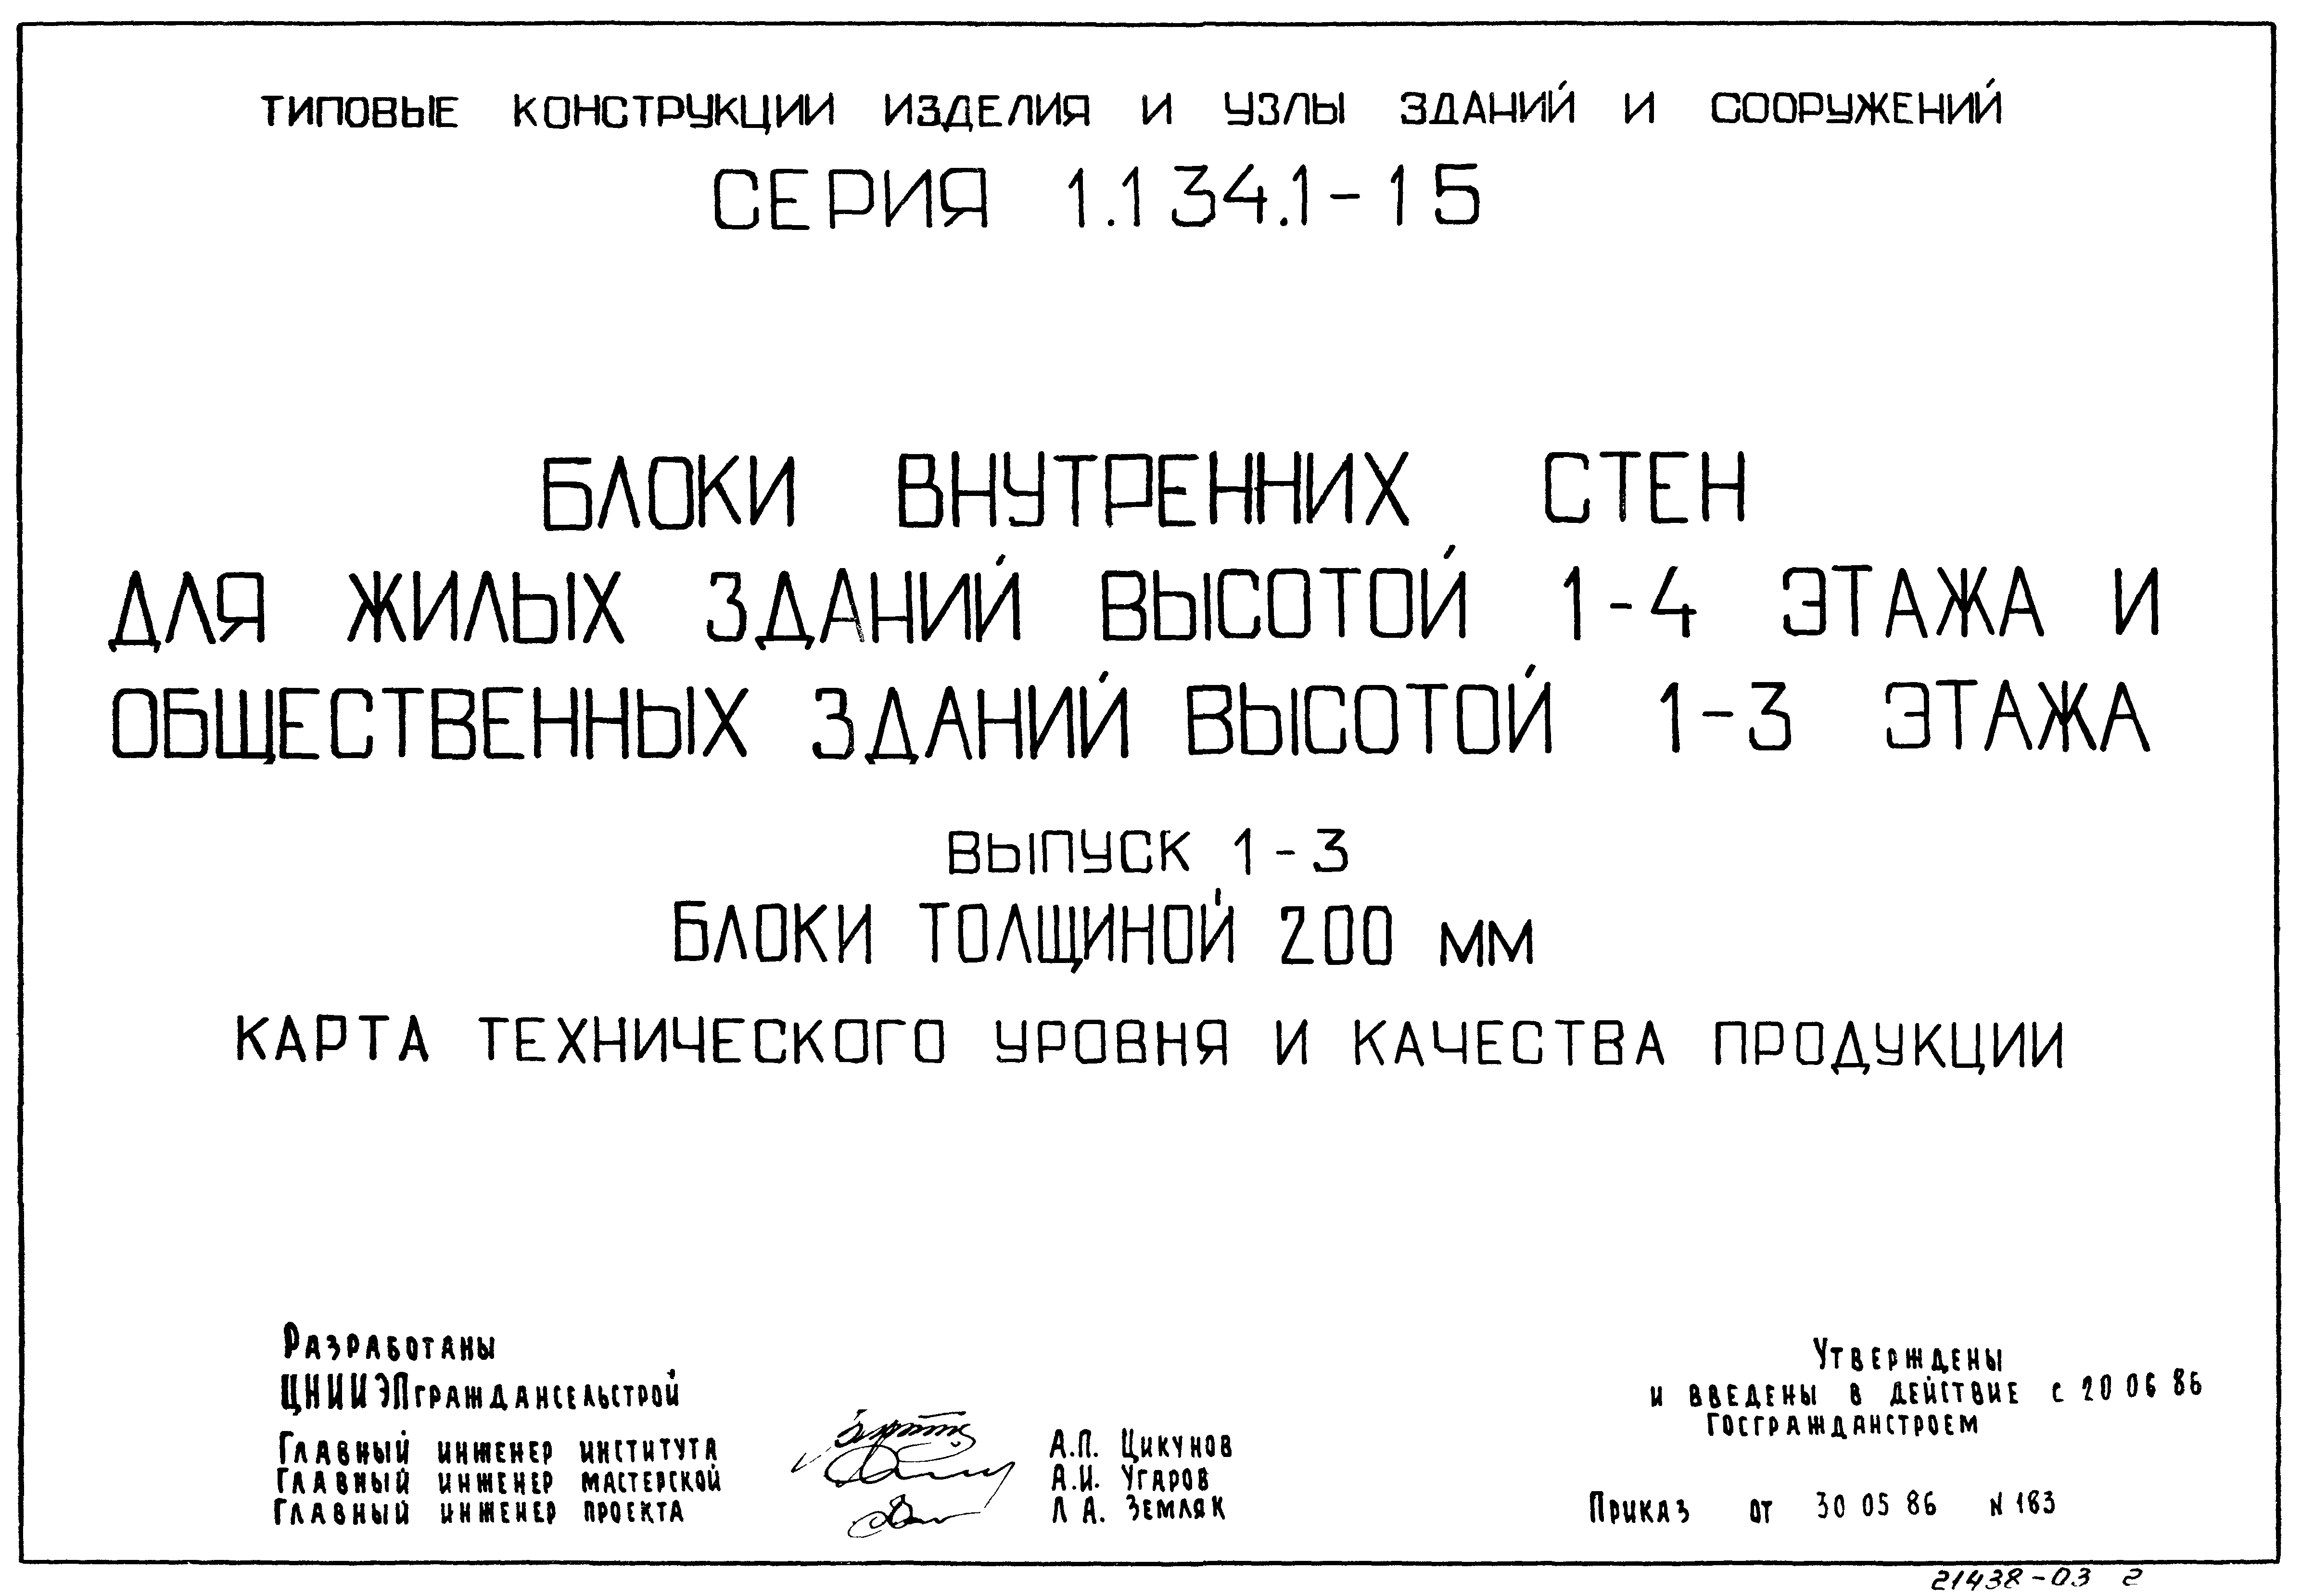 ТИПОВЫЕ КОНСТРУКЦИИ ИЗДЕЛИЯ И УЗЛЫ ЗДАНИЙ И СООРУЖЕНИЙ
СЕРИЯ 1.134.1-15
БЛОКИ ВНУТРЕННИХ СТЕН
ДЛЯ ЖИЛЫХ ЗДАНИЙ ВЫСОТОЙ 1-4 ЭТАЖА И
ОБЩЕСТВЕННЫХ ЗДАНИЙ ВЫСОТОЙ 1-3 ЭТАЖА
ВЫПУСК 1-3
БЛОКИ ТОЛЩИНОЙ 200 мм
КАРТА ТЕХНИЧЕСКОГО УРОВНЯ И КАЧЕСТВА ПРОДУКЦИИ
РАЗРАБОТАНЫ
ЦНИИЭПГРАЖДАНСЕЛЬСТРОЙ
ГЛАВНЫЙ ИНЖЕНЕР ИНСТИТУТА А.П. ЦИКУНОВ
ГЛАВНЫЙ ИНЖЕНЕР МАСТЕРСКОЙ А.И. УГАРОВ
ГЛАВНЫЙ ИНЖЕНЕР ПРОЕКТА Л А. ЗЕМЛЯК
УТВЕРЖДЕНЫ
И ВВЕДЕНЫ В ДЕЙСТВИЕ С 20 06 86
ГОСГРАЖДАНСТРОЕМ
ПРИКАЗ ОТ 30 05 86 N 163
21438-03 2